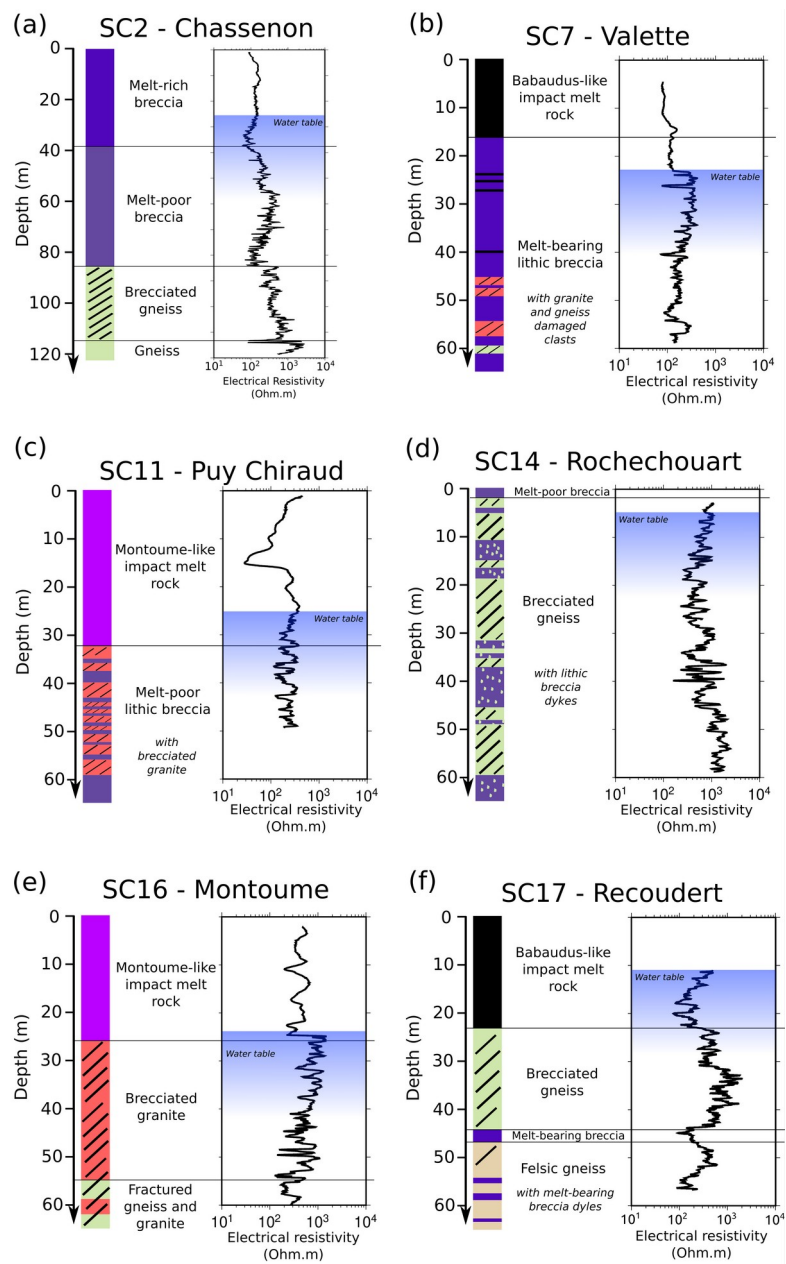 (a)
SC2 - Chassenon
0
20
40
60
80
100
120
Depth (m)
Melt-rich
breccia
Melt-poor
breccia
Brecciated
gneiss
Gneiss
Water table
10¹ 10² 10³ 10⁴
Electrical Resistivity
(Ohm.m)
(b)
SC7 - Valette
0
10
20
30
40
50
60
Depth (m)
Babaudus-like
impact melt
rock
Melt-bearing
lithic breccia
with granite
and gneiss
damaged
clasts
Water table
10¹ 10² 10³ 10⁴
Electrical resistivity
(Ohm.m)
(c)
SC11 - Puy Chiraud
0
10
20
30
40
50
60
Depth (m)
Montoume-like
impact melt
rock
Melt-poor
lithic breccia
with
brecciated
granite
Water table
10¹ 10² 10³ 10⁴
Electrical resistivity
(Ohm.m)
(d)
SC14 - Rochechouart
0
10
20
30
40
50
60
Depth (m)
Melt-poor breccia
Brecciated
gneiss
with lithic
breccia
dykes
Water table
10¹ 10² 10³ 10⁴
Electrical resistivity
(Ohm.m)
(e)
SC16 - Montoume
0
10
20
30
40
50
60
Depth (m)
Montoume-like
impact melt
rock
Brecciated
granite
Fractured
gneiss and
granite
Water table
10¹ 10² 10³ 10⁴
Electrical resistivity
(Ohm.m)
(f)
SC17 - Recoudert
0
10
20
30
40
50
60
Depth (m)
Babaudus-like
impact melt
rock
Brecciated
gneiss
Melt-bearing breccia
Felsic gneiss
with melt-bearing
breccia dyles
Water table
10¹ 10² 10³ 10⁴
Electrical resistivity
(Ohm.m)